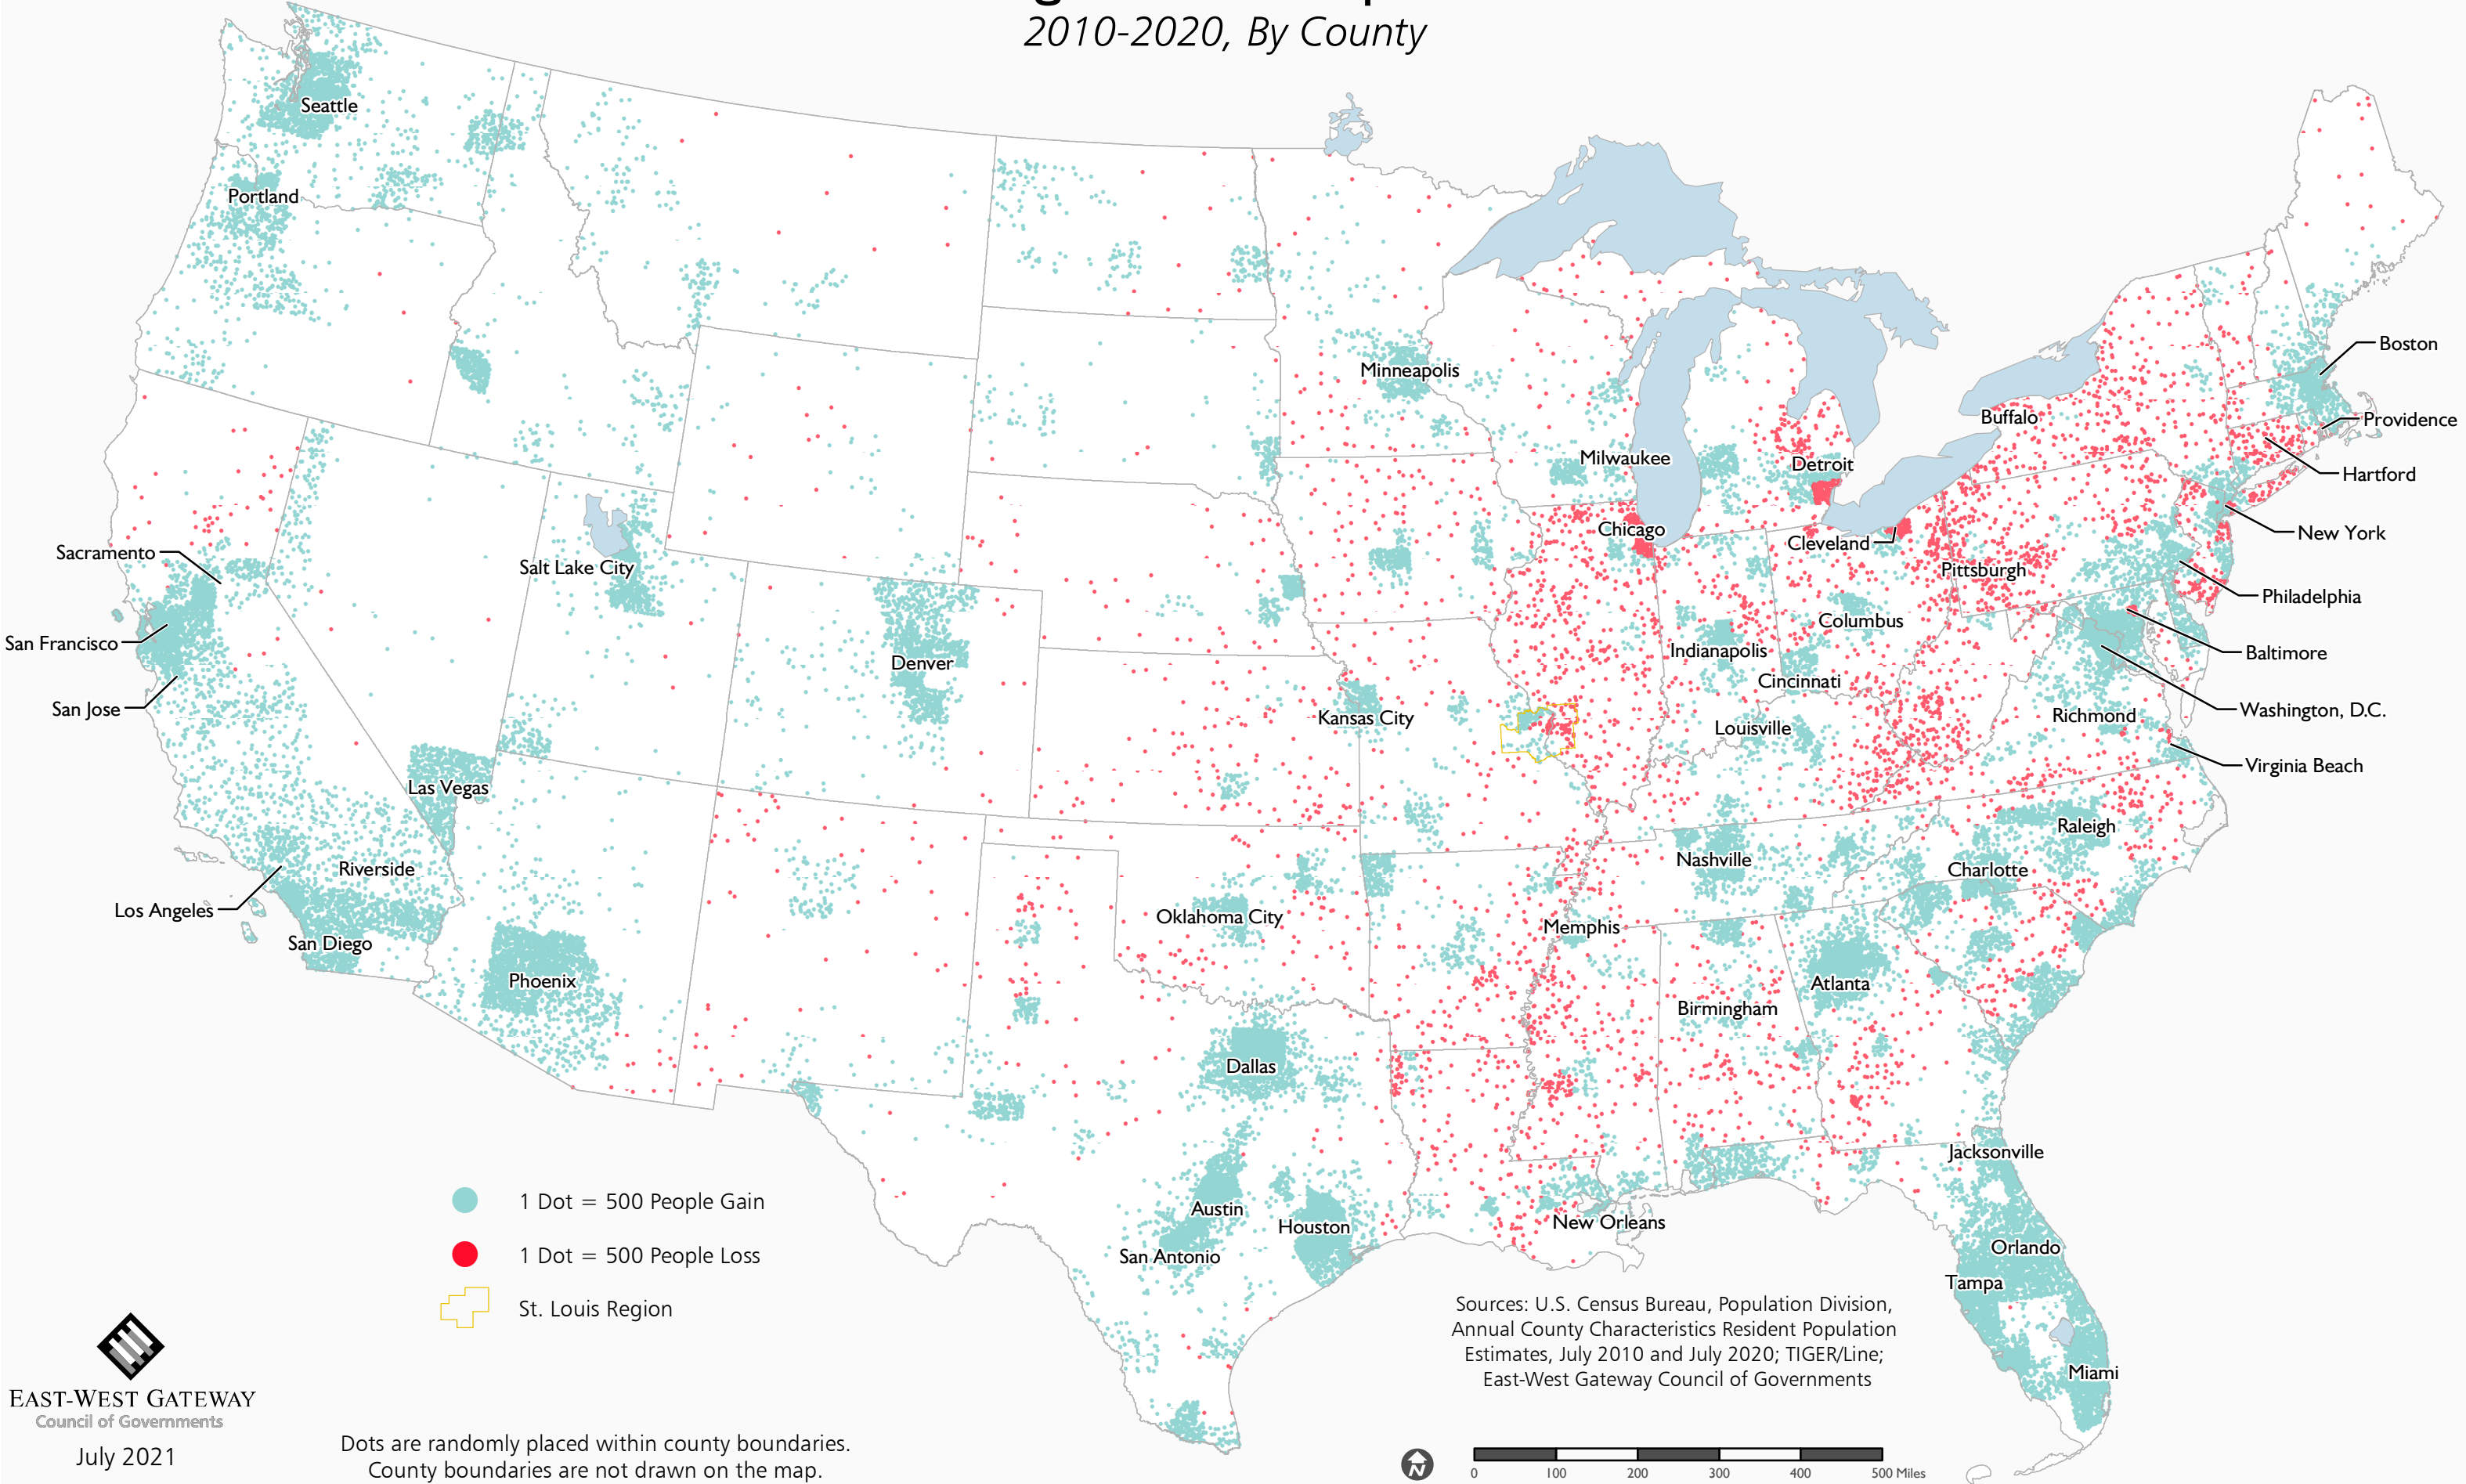 2010-2020, By County
Seattle
Portland
Minneapolis
Boston
Buffalo
Providence
Milwaukee
Detroit
Hartford
Chicago
New York
Sacramento
Cleveland
Salt Lake City
Pittsburgh
Philadelphia
Columbus
San Francisco
Indianapolis
Baltimore
Denver
Cincinnati
San Jose
Kansas City
Washington, D.C.
Richmond
Louisville
Virginia Beach
Las Vegas
Raleigh
Nashville
Riverside
Charlotte
Los Angeles
Oklahoma City
Memphis
San Diego
Phoenix
Atlanta
Birmingham
Dallas
Jacksonville
Austin
New Orleans
Houston
San Antonio
Orlando
Tampa
Miami
1 Dot = 500 People Gain
1 Dot = 500 People Loss
St. Louis Region
Sources: U.S. Census Bureau, Population Division,
Annual County Characteristics Resident Population
Estimates, July 2010 and July 2020; TIGER/Line;
East-West Gateway Council of Governments
EAST-WEST GATEWAY
Council of Governments
July 2021
Dots are randomly placed within county boundaries.
County boundaries are not drawn on the map.
N
0 100 200 300 400 500 Miles